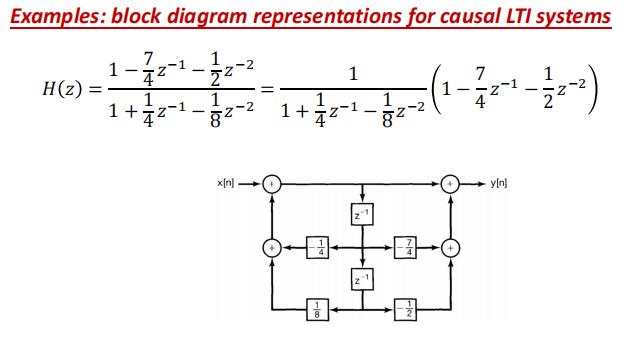 Examples: block diagram representations for causal LTI systems
H(z) = \frac{1 - \frac{7}{4}z^{-1} - \frac{1}{2}z^{-2}}{1 + \frac{1}{4}z^{-1} - \frac{1}{8}z^{-2}} = \frac{1}{1 + \frac{1}{4}z^{-1} - \frac{1}{8}z^{-2}} \left(1 - \frac{7}{4}z^{-1} - \frac{1}{2}z^{-2}\right)
x[n] + + y[n]
z^{-1}
+ -\frac{1}{4} -\frac{7}{4} +
z^{-1}
\frac{1}{8} -\frac{1}{2}